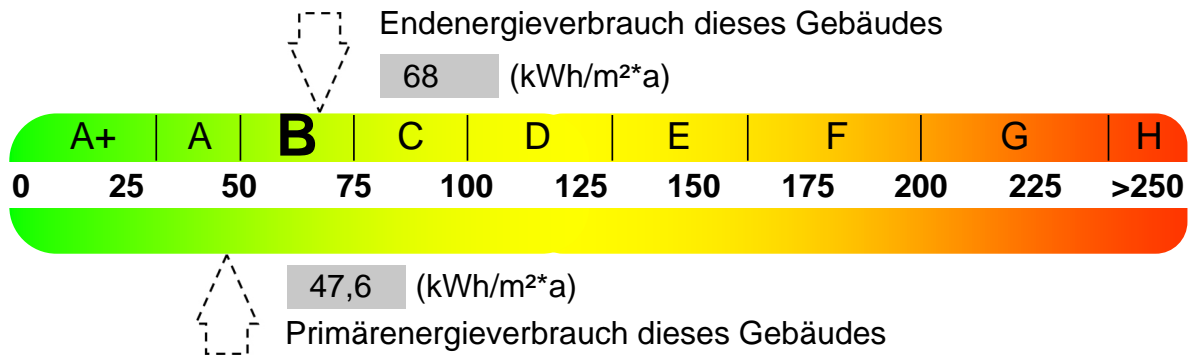 Endenergieverbrauch dieses Gebäudes
68 (kWh/m²*a)
A+ A B C D E F G H
0 25 50 75 100 125 150 175 200 225 >250
47,6 (kWh/m²*a)
Primärenergieverbrauch dieses Gebäudes